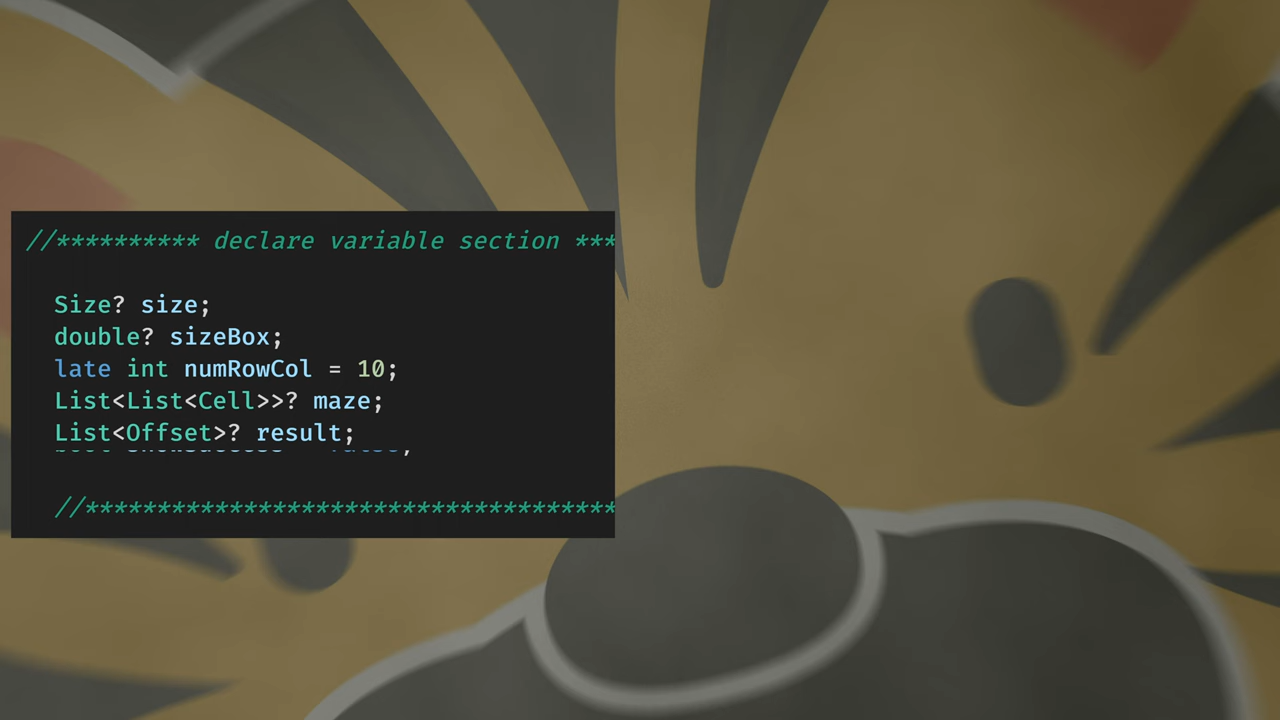 //********** declare variable section ***
Size? size;
double? sizeBox;
late int numRowCol = 10;
List<List<Cell>>? maze;
List<Offset>? result;
//*************************************